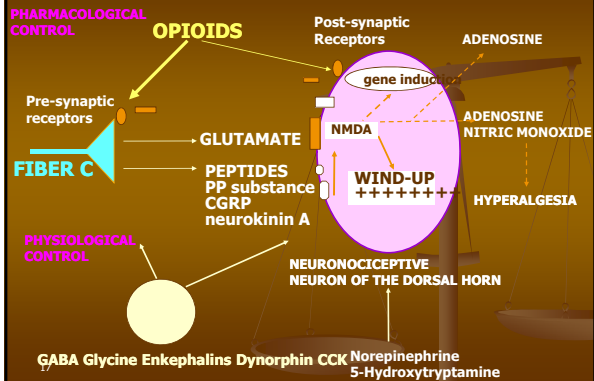 PHARMACOLOGICAL
CONTROL
OPIOIDS
Post-synaptic
Receptors
ADENOSINE
gene induction
Pre-synaptic
receptors
ADENOSINE
NITRIC MONOXIDE
NMDA
GLUTAMATE
FIBER C
PEPTIDES
PP substance
CGRP
neurokinin A
WIND-UP
++++++++
HYPERALGESIA
PHYSIOLOGICAL
CONTROL
NEURONOCICEPTIVE
NEURON OF THE DORSAL HORN
GABA Glycine Enkephalins Dynorphin CCK
Norepinephrine
5-Hydroxytryptamine
17